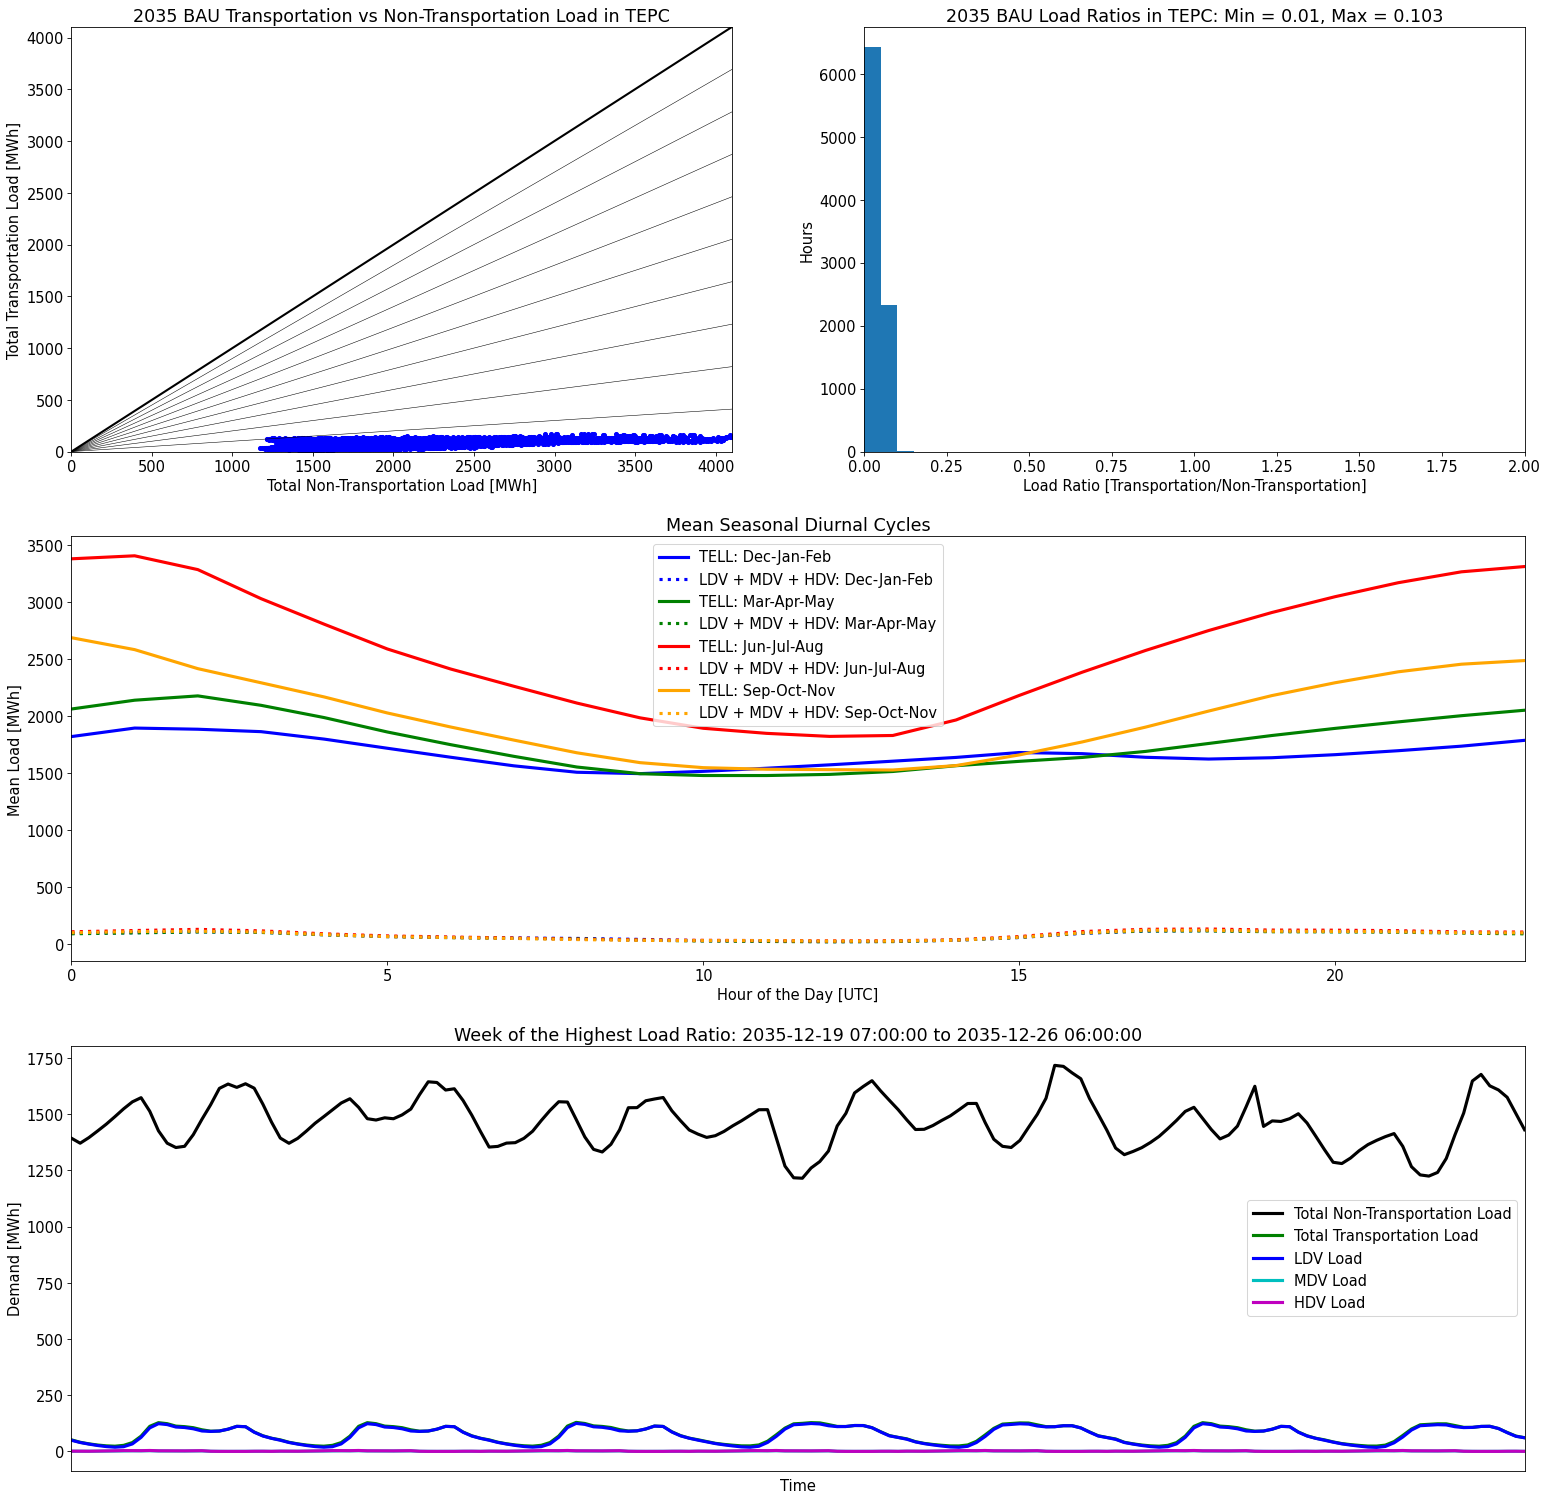 2035 BAU Transportation vs Non-Transportation Load in TEPC
4000
3500
3000
2500
2000
1500
1000
500
0
Total Transportation Load [MWh]
0 500 1000 1500 2000 2500 3000 3500 4000
Total Non-Transportation Load [MWh]
2035 BAU Load Ratios in TEPC: Min = 0.01, Max = 0.103
6000
5000
4000
3000
2000
1000
0
Hours
0.00 0.25 0.50 0.75 1.00 1.25 1.50 1.75 2.00
Load Ratio [Transportation/Non-Transportation]
Mean Seasonal Diurnal Cycles
3500
3000
2500
2000
1500
1000
500
0
Mean Load [MWh]
TELL: Dec-Jan-Feb
LDV + MDV + HDV: Dec-Jan-Feb
TELL: Mar-Apr-May
LDV + MDV + HDV: Mar-Apr-May
TELL: Jun-Jul-Aug
LDV + MDV + HDV: Jun-Jul-Aug
TELL: Sep-Oct-Nov
LDV + MDV + HDV: Sep-Oct-Nov
0 5 10 15 20
Hour of the Day [UTC]
Week of the Highest Load Ratio: 2035-12-19 07:00:00 to 2035-12-26 06:00:00
1750
1500
1250
1000
750
500
250
0
Demand [MWh]
Total Non-Transportation Load
Total Transportation Load
LDV Load
MDV Load
HDV Load
Time